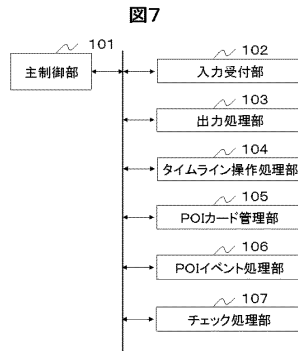 図7
101
主制御部
102
入力受付部
103
出力処理部
104
タイムライン操作処理部
105
POIカード管理部
106
POIイベント処理部
107
チェック処理部